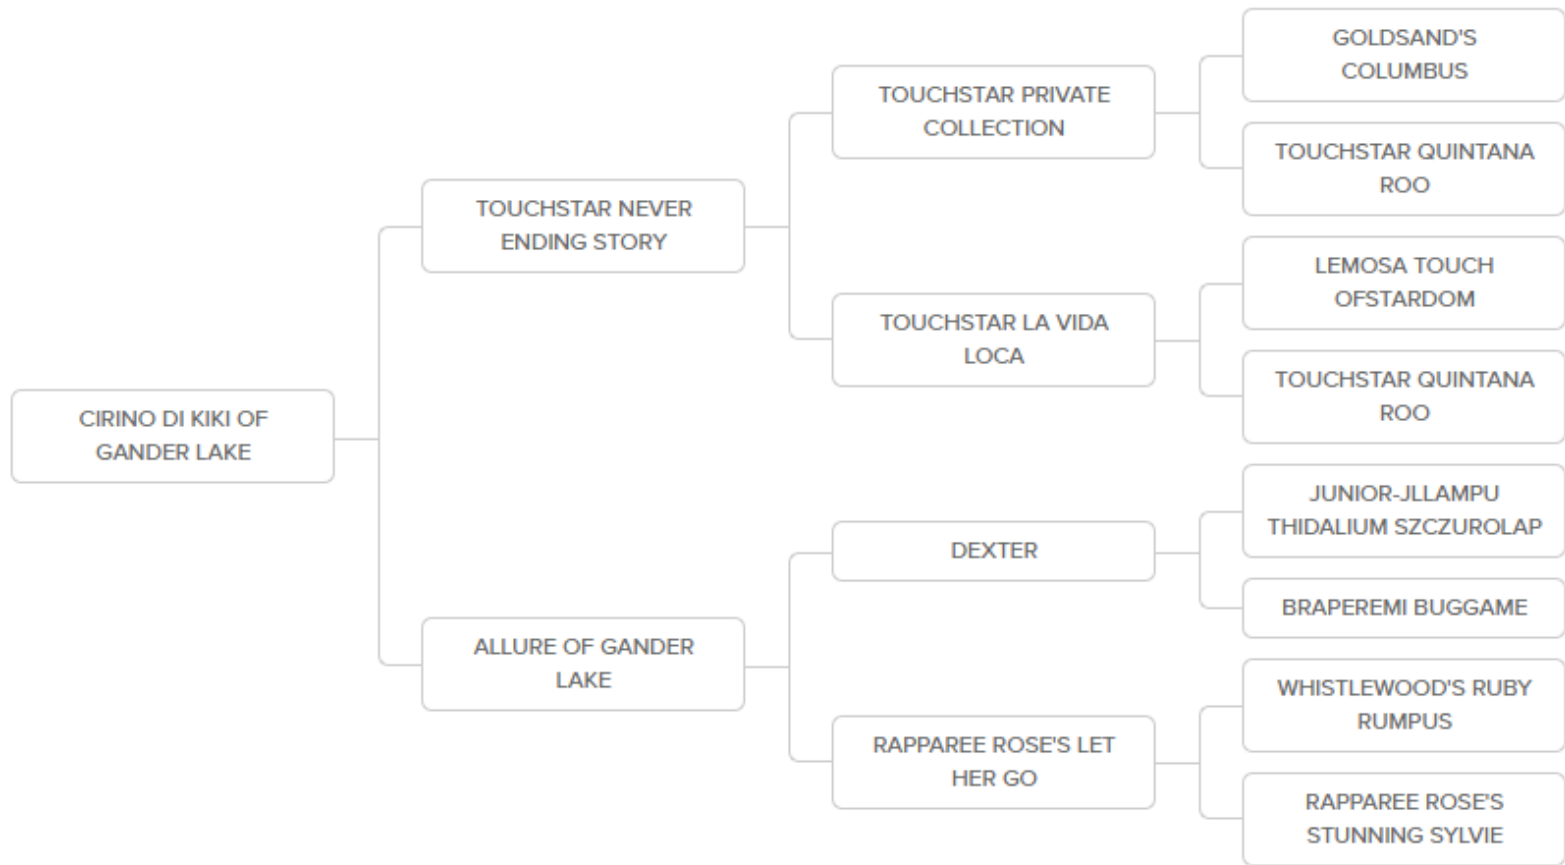 GOLDSAND'S
COLUMBUS
TOUCHSTAR PRIVATE
COLLECTION
TOUCHSTAR QUINTANA
ROO
TOUCHSTAR NEVER
ENDING STORY
LEMOSA TOUCH
OFSTARDOM
TOUCHSTAR LA VIDA
LOCA
TOUCHSTAR QUINTANA
ROO
CIRINO DI KIKI OF
GANDER LAKE
JUNIOR-JLLAMPU
THIDALIUM SZCZUROLAP
DEXTER
BRAPEREMI BUGGAME
ALLURE OF GANDER
LAKE
WHISTLEWOOD'S RUBY
RUMPUS
RAPPAREE ROSE'S LET
HER GO
RAPPAREE ROSE'S
STUNNING SYLVIE